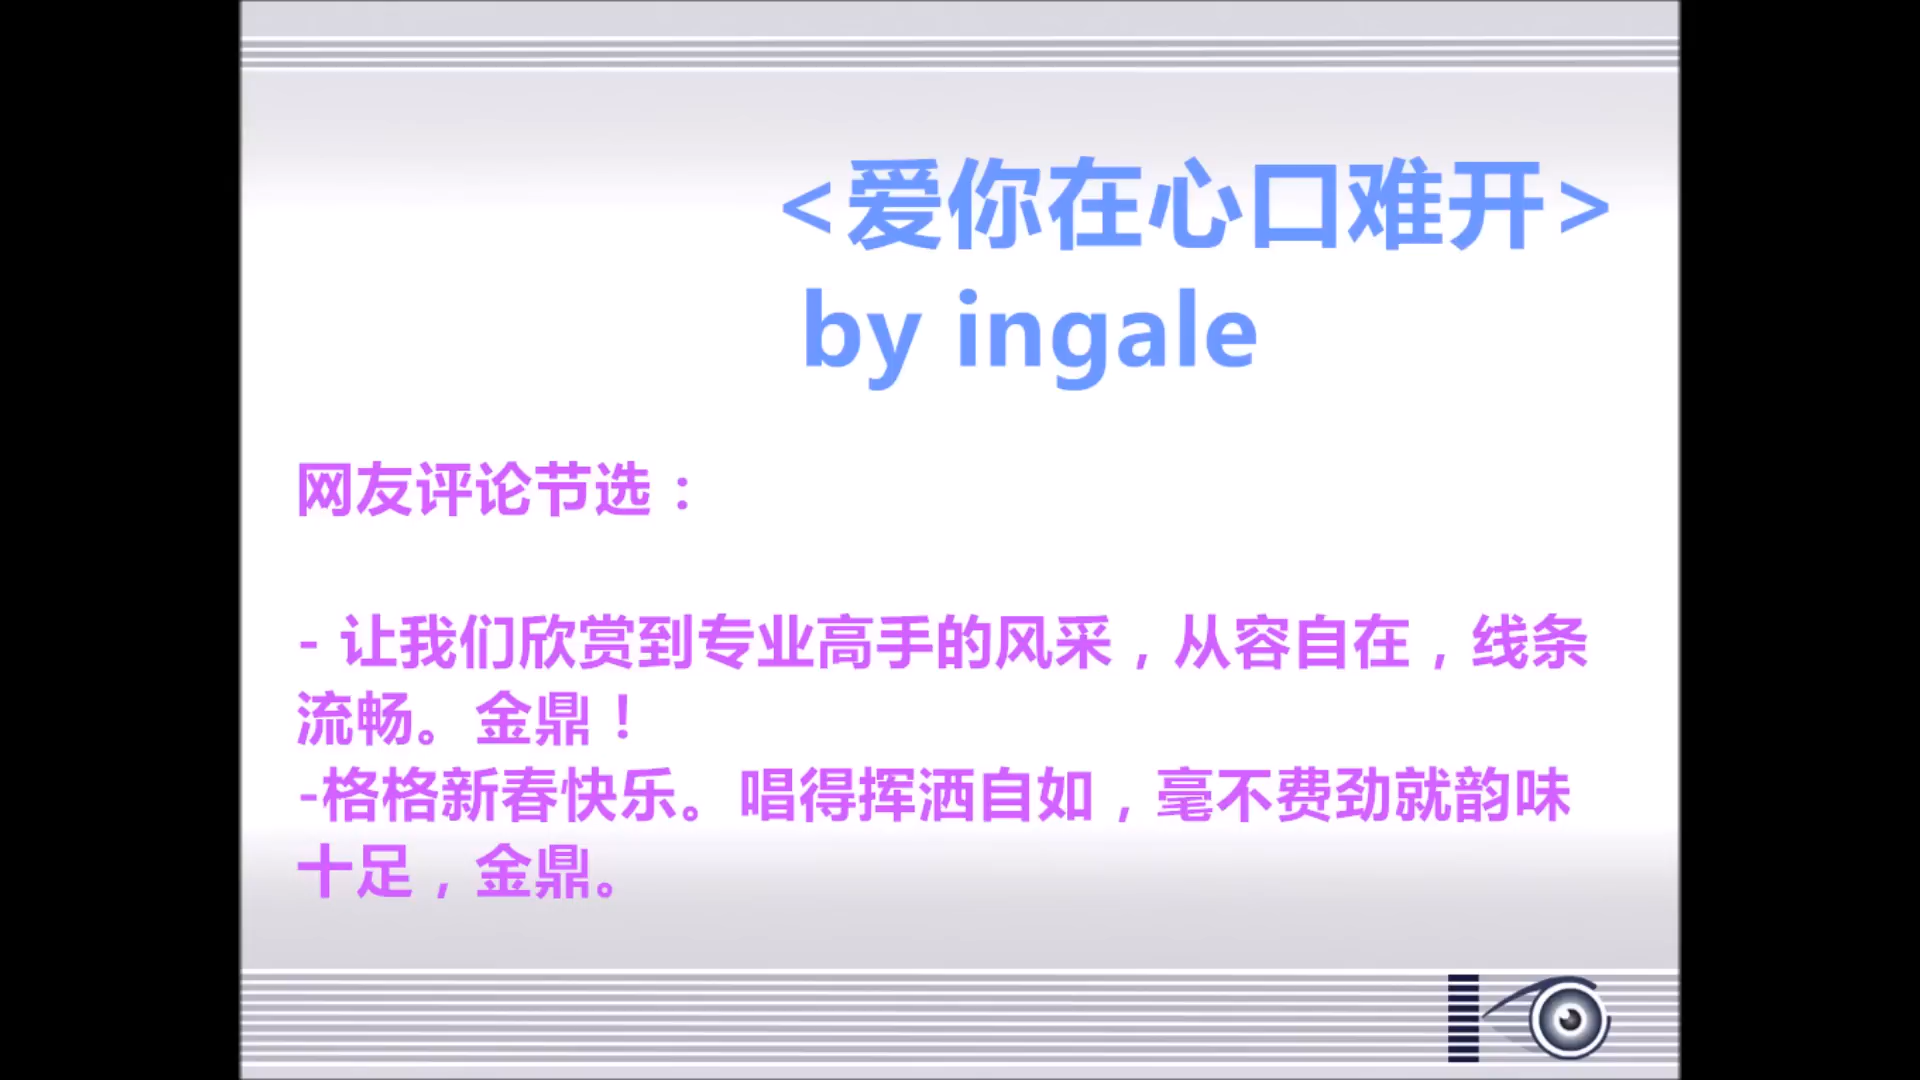 <爱你在心口难开>
by ingale
网友评论节选：
- 让我们欣赏到专业高手的风采，从容自在，线条
流畅。金鼎！
-格格新春快乐。唱得挥洒自如，毫不费劲就韵味
十足，金鼎。